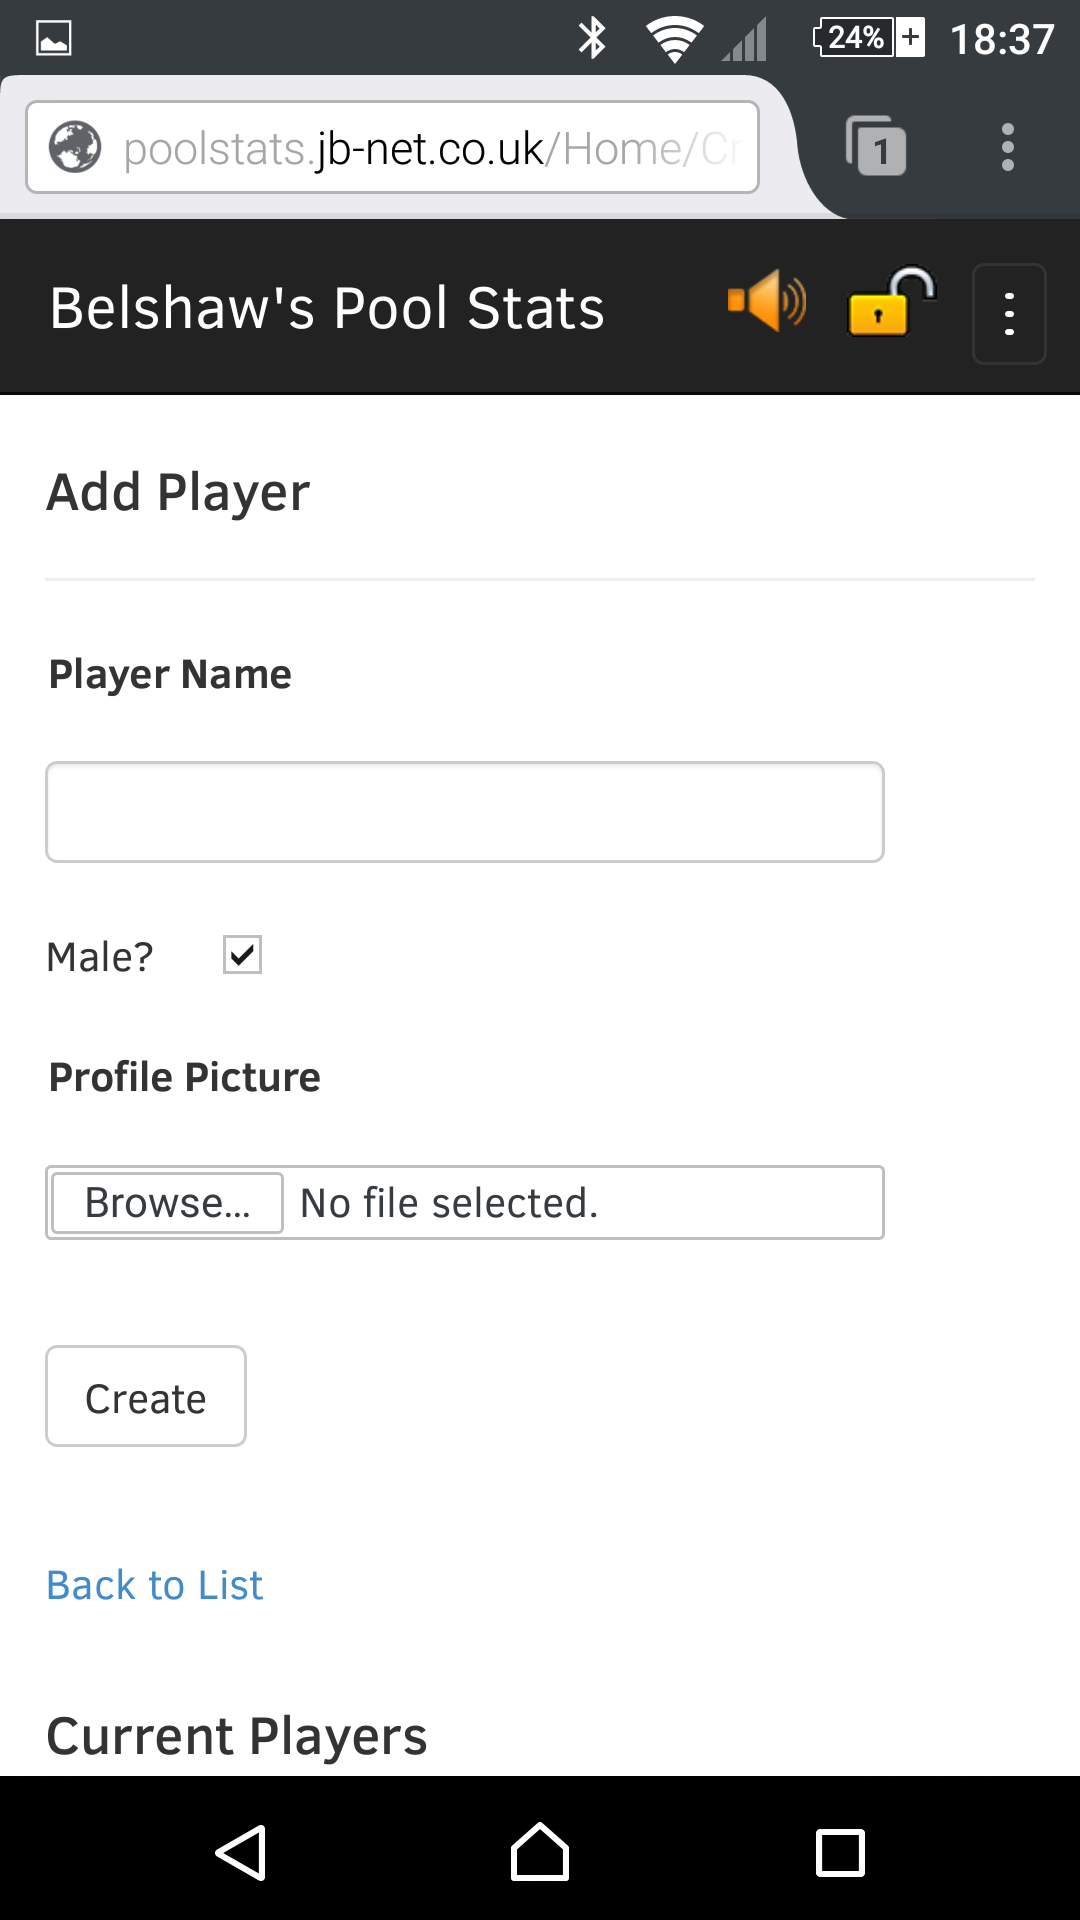 24% 18:37
poolstats.jb-net.co.uk/Home/Cr
1
Belshaw's Pool Stats
Add Player
Player Name
Male?
Profile Picture
Browse... No file selected.
Create
Back to List
Current Players